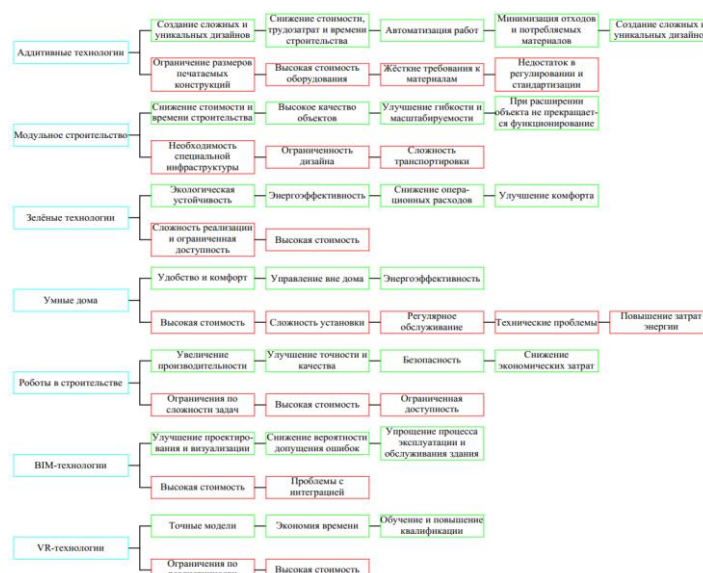 Создание сложных и
уникальных дизайнов
Снижение стоимости,
трудозатрат и времени
строительства
Автоматизация работ
Минимизация отходов
и потребляемых
материалов
Создание сложных и
уникальных дизайнов
Аддитивные технологии
Ограничение размеров
печатаемых
конструкций
Высокая стоимость
оборудования
Жёсткие требования к
материалам
Недостаток в
регулировании и
стандартизации
Снижение стоимости и
времени строительства
Высокое качество
объектов
Улучшение гибкости и
масштабируемости
При расширении
объекта не прекращает-
ся функционирование
Модульное строительство
Необходимость
специальной
инфраструктуры
Ограниченность
дизайна
Сложность
транспортировки
Экологическая
устойчивость
Энергоэффективность
Снижение опера-
ционных расходов
Улучшение комфорта
Зелёные технологии
Сложность реализации
и ограниченная
доступность
Высокая стоимость
Удобство и комфорт
Управление вне дома
Энергоэффективность
Умные дома
Высокая стоимость
Сложность установки
Регулярное
обслуживание
Технические проблемы
Повышение затрат
энергии
Увеличение
производительности
Улучшение точности и
качества
Безопасность
Снижение
экономических затрат
Роботы в строительстве
Ограничения по
сложности задач
Высокая стоимость
Ограниченная
доступность
Улучшение проектиро-
вания и визуализации
Снижение вероятности
допущения ошибок
Упрощение процесса
эксплуатации и
обслуживания здания
BIM-технологии
Высокая стоимость
Проблемы с
интеграцией
Точные модели
Экономия времени
Обучение и повышение
квалификации
VR-технологии
Ограничения по
Высокая стоимость